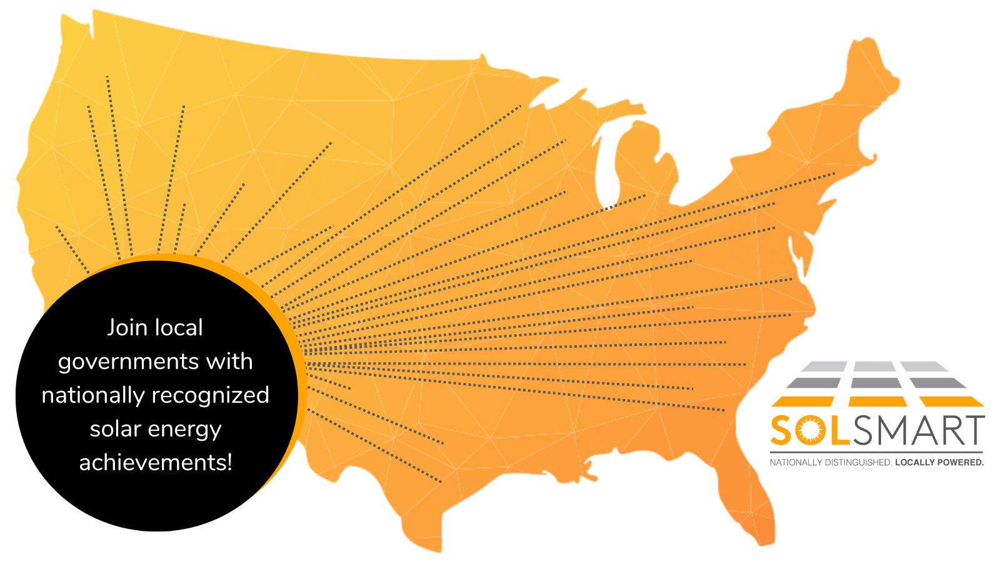 Join local
governments with
nationally recognized
solar energy
achievements!
SOLSMART
NATIONALLY DISTINGUISHED. LOCALLY POWERED.